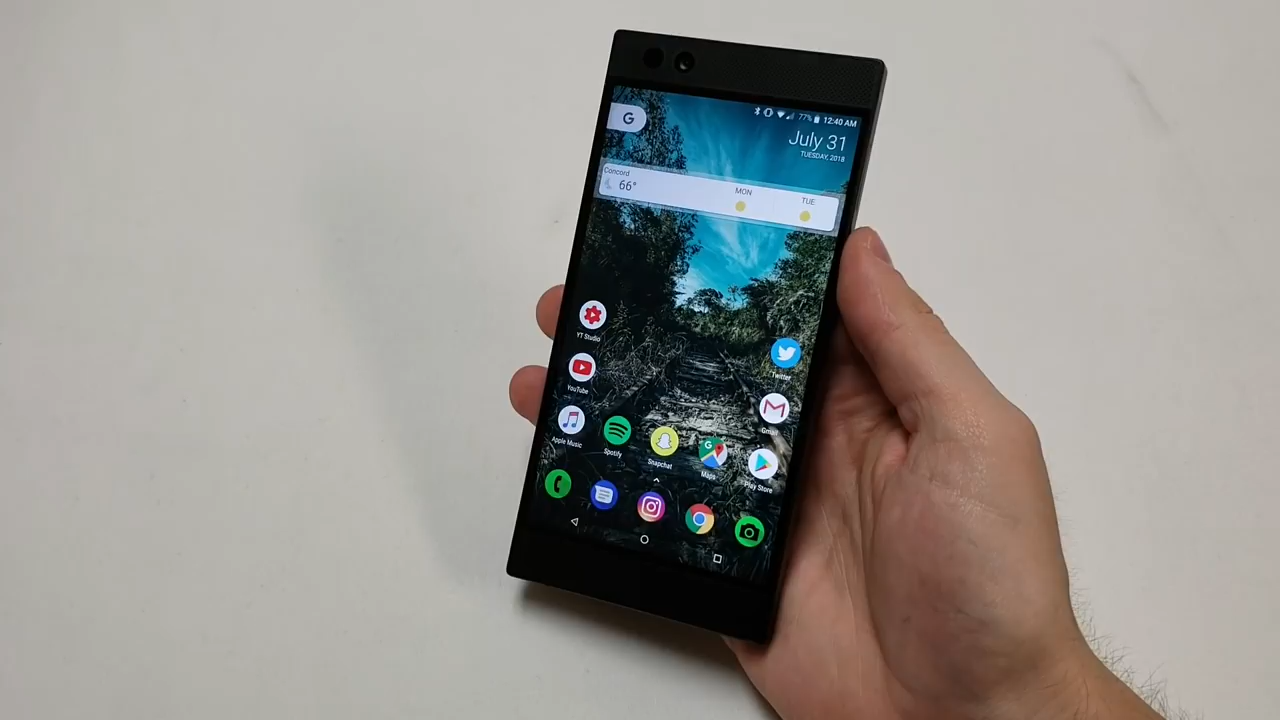 G
77% 12:40 AM
July 31
TUESDAY, 2018
Concord
66°
MON
TUE
YT Studio
Twitter
YouTube
Gmail
Apple Music
Spotify
Snapchat
Maps
Play Store